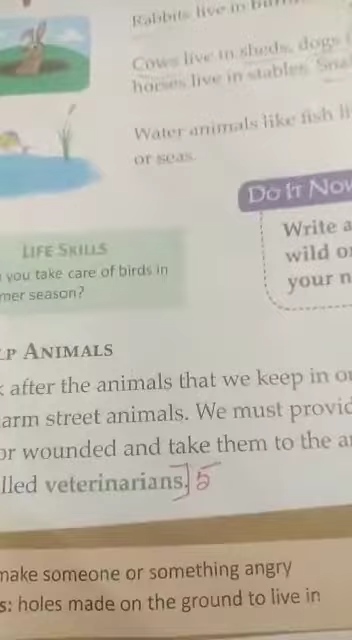 Rabbits live in
Cows live in sheds, dogs
horses live in stables.
Water animals like fish
or seas.
DO IT NOW
Write a
wild
your
LIFE SKILLS
you take care of birds in
mer season?
LP ANIMALS
after the animals that we keep in
arm street animals. We must provid
or wounded and take them to the
lled veterinarians.] 5
make someone or something angry
s: holes made on the ground to live in